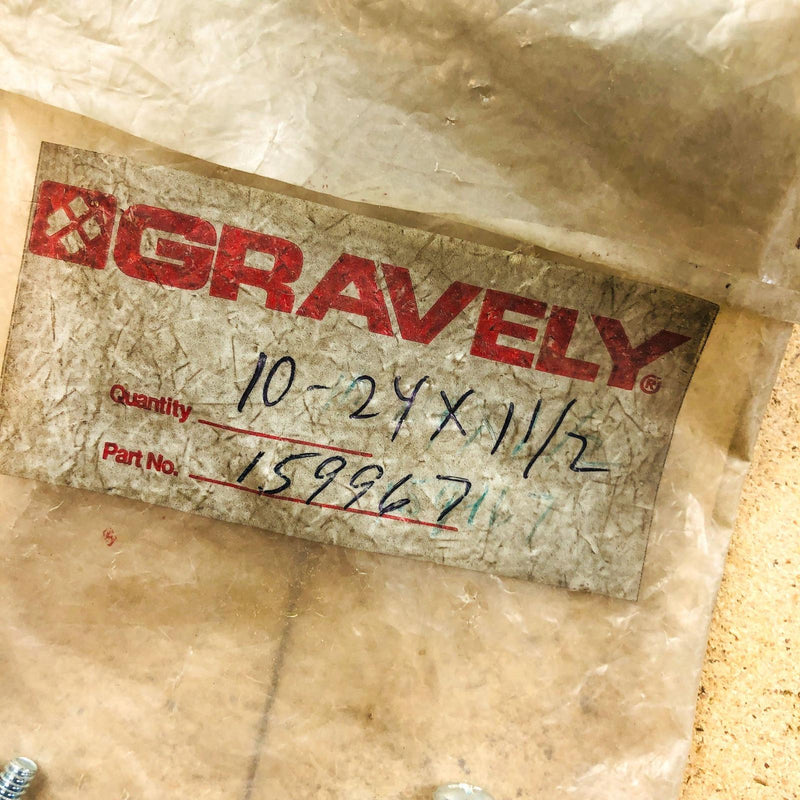 GRAVELY®
Quantity 10-24 X 1 1/2
Part No. 159967